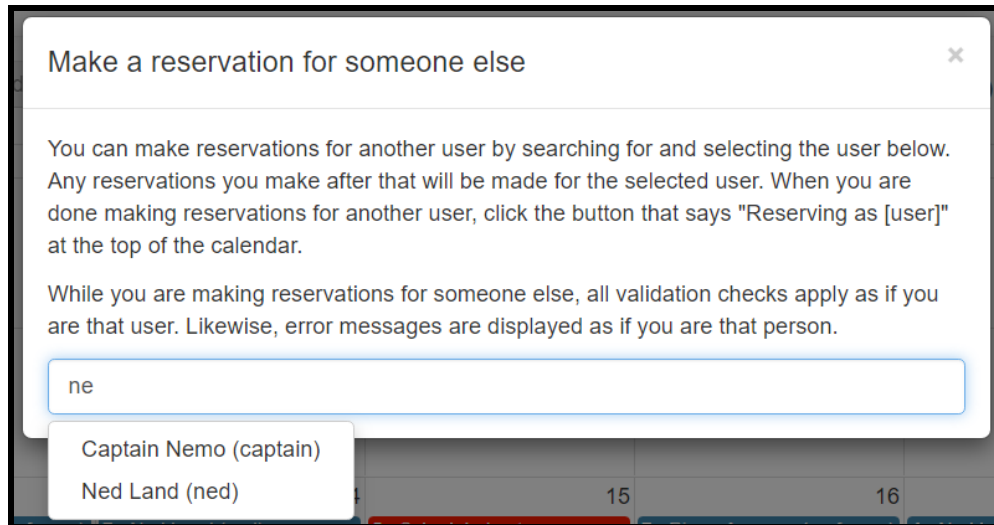 Make a reservation for someone else
×
You can make reservations for another user by searching for and selecting the user below.
Any reservations you make after that will be made for the selected user. When you are
done making reservations for another user, click the button that says "Reserving as [user]"
at the top of the calendar.
While you are making reservations for someone else, all validation checks apply as if you
are that user. Likewise, error messages are displayed as if you are that person.
ne
Captain Nemo (captain)
Ned Land (ned)
15
16